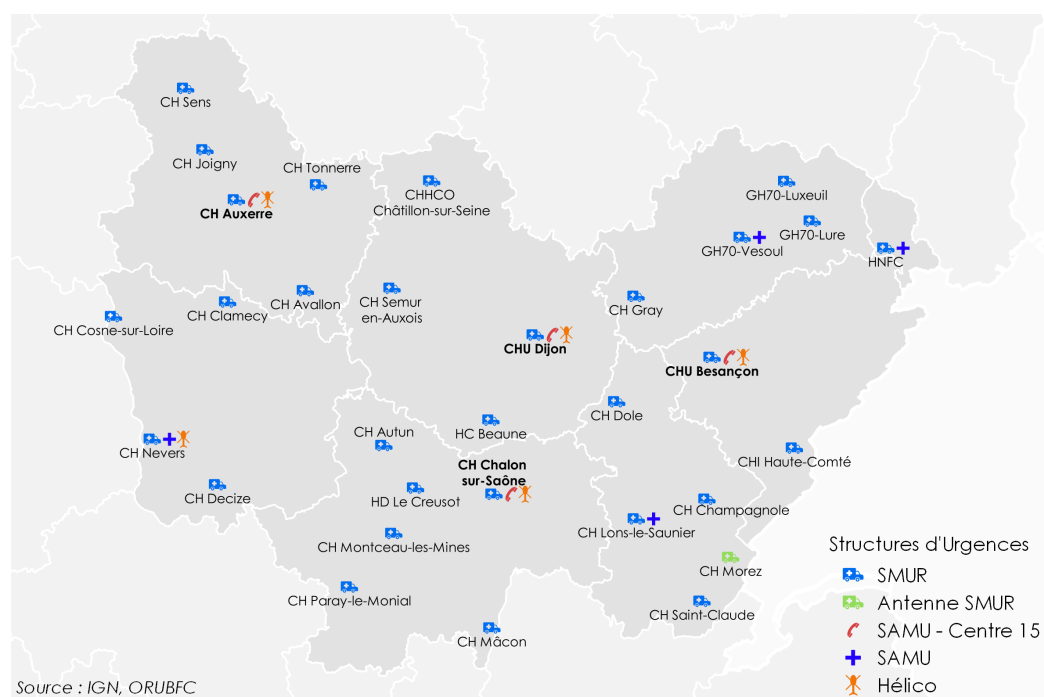 CH Sens
CH Joigny
CH Tonnerre
CH Auxerre
CHHCO
Châtillon-sur-Seine
GH70-Luxeuil
GH70-Lure
GH70-Vesoul
HNFC
CH Avallon
CH Clamecy
CH Cosne-sur-Loire
CH Semur
en-Auxois
CH Gray
CHU Dijon
CHU Besançon
CH Dole
HC Beaune
CH Autun
CH Nevers
CHI Haute-Comté
CH Chalon
sur-Saône
CH Decize
HD Le Creusot
CH Champagnole
CH Lons-le-Saunier
CH Montceau-les-Mines
CH Morez
CH Paray-le-Monial
CH Saint-Claude
CH Mâcon
Structures d'Urgences
SMUR
Antenne SMUR
SAMU - Centre 15
SAMU
Hélico
Source : IGN, ORUBFC